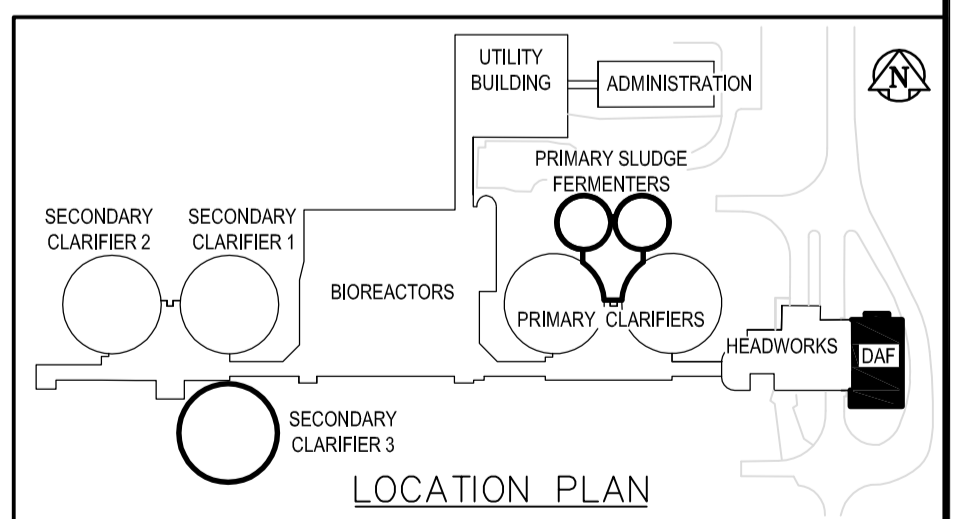 UTILITY
BUILDING
ADMINISTRATION
N
PRIMARY SLUDGE
FERMENTERS
SECONDARY
CLARIFIER 2
SECONDARY
CLARIFIER 1
BIOREACTORS
PRIMARY CLARIFIERS
HEADWORKS
DAF
SECONDARY
CLARIFIER 3
LOCATION PLAN